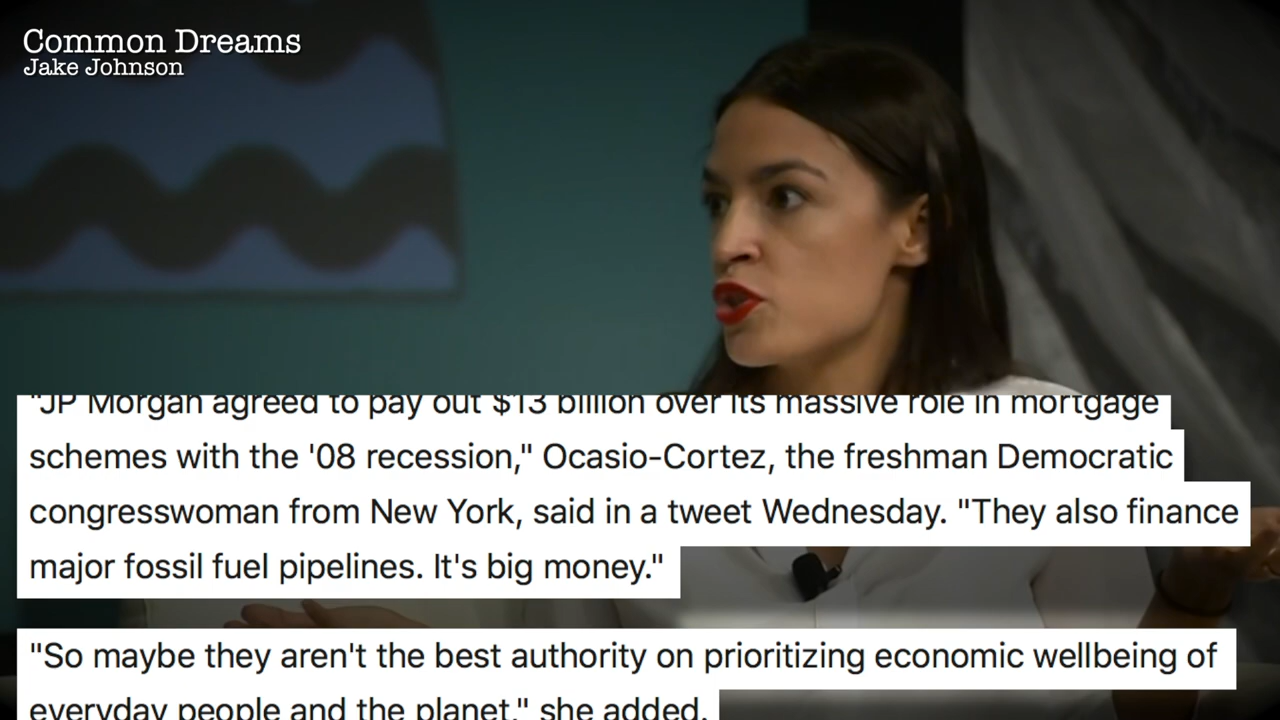 Common Dreams
Jake Johnson
"JP Morgan agreed to pay out $13 billion over its massive role in mortgage
schemes with the '08 recession," Ocasio-Cortez, the freshman Democratic
congresswoman from New York, said in a tweet Wednesday. "They also finance
major fossil fuel pipelines. It's big money."
"So maybe they aren't the best authority on prioritizing economic wellbeing of
everyday people and the planet," she added.